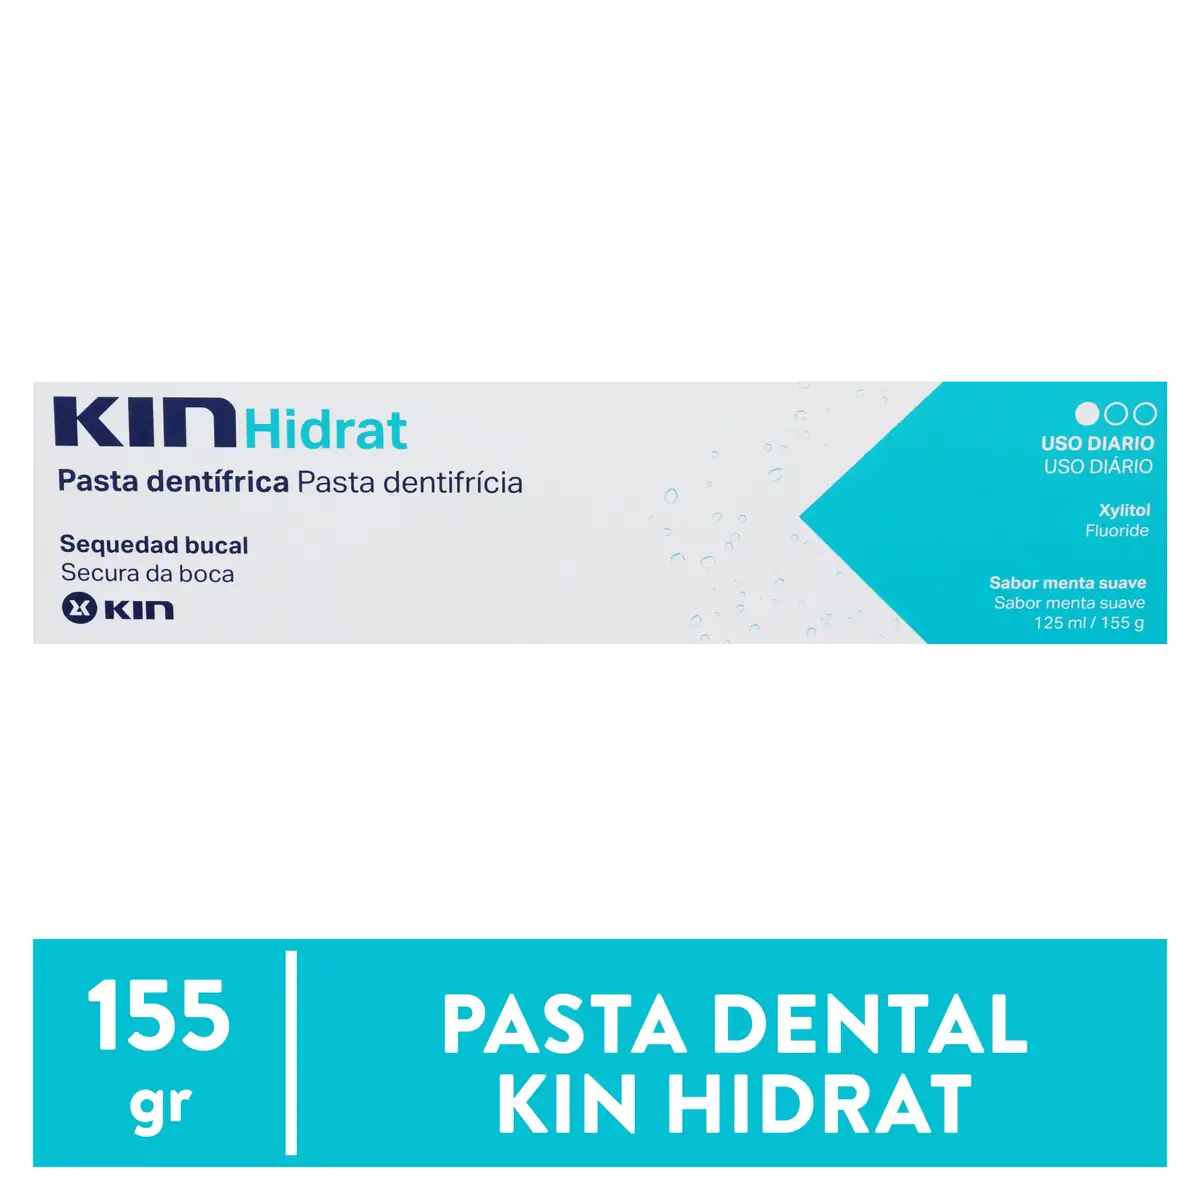 KIN Hidrat
Pasta dentífrica Pasta dentifrícia
Sequedad bucal
Secura da boca
KIN
USO DIARIO
USO DIÁRIO
Xylitol
Fluoride
Sabor menta suave
Sabor menta suave
125 ml / 155 g
155
gr
PASTA DENTAL
KIN HIDRAT